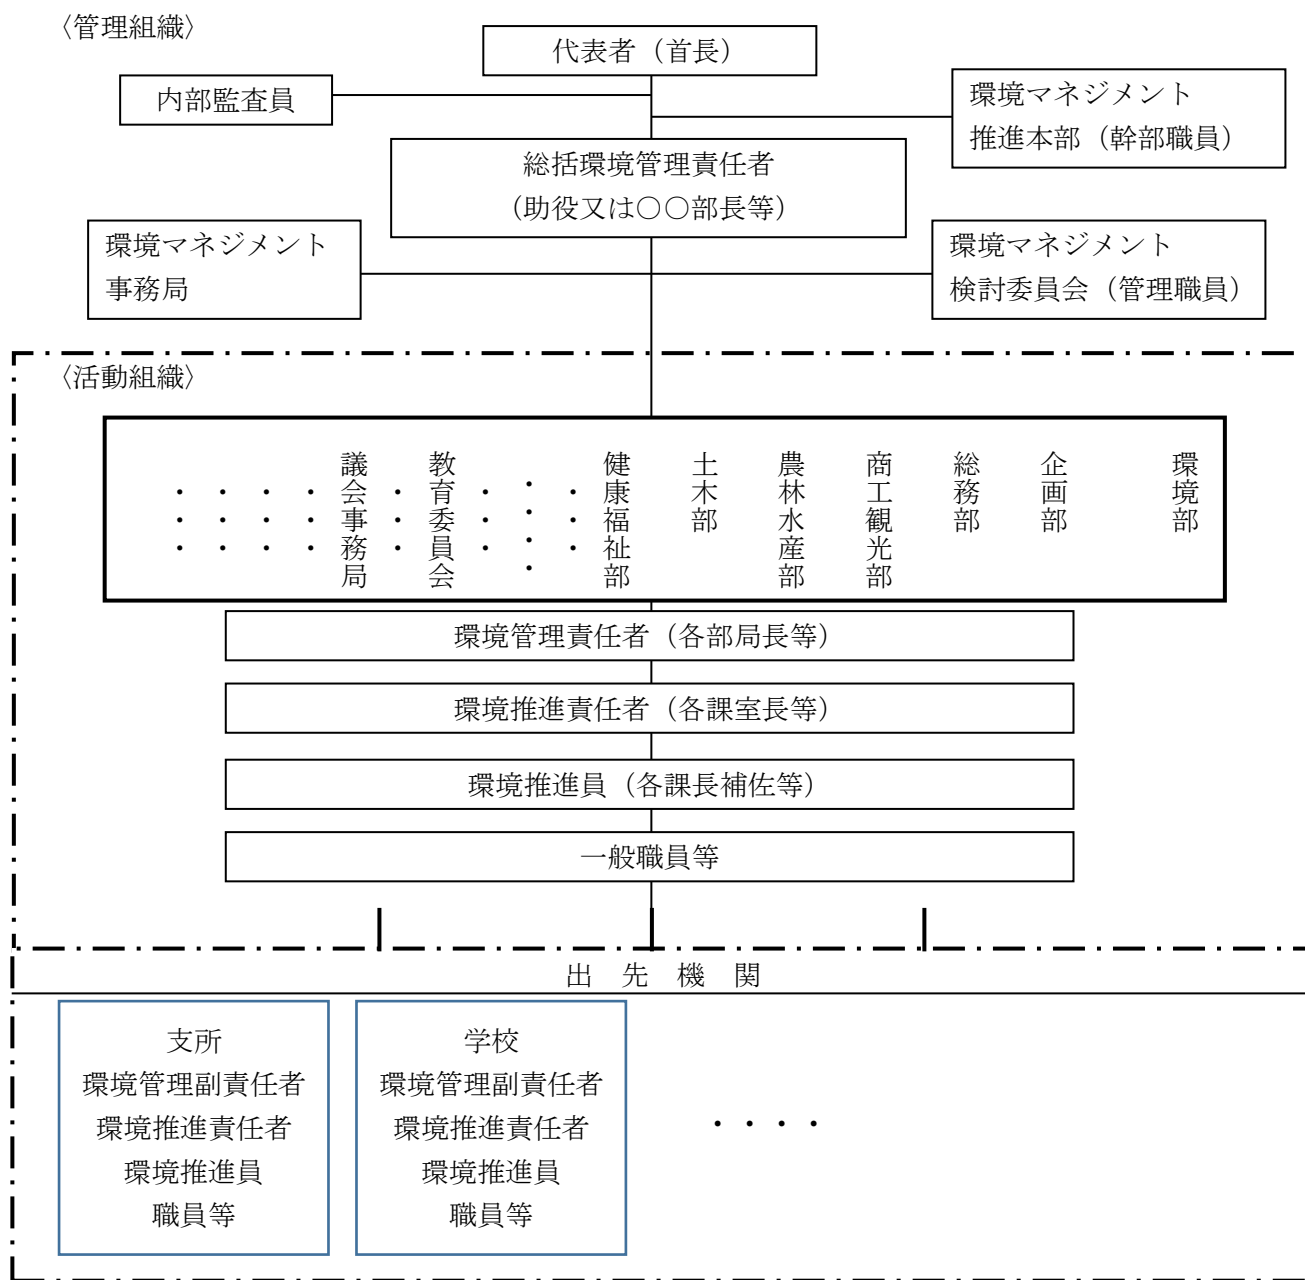 〈管理組織〉
代表者（首長）
内部監査員
環境マネジメント
推進本部（幹部職員）
総括環境管理責任者
（助役又は〇〇部長等）
環境マネジメント
事務局
環境マネジメント
検討委員会（管理職員）
〈活動組織〉
環境部
企画部
総務部
商工観光部
農林水産部
土木部
健康福祉部
・・・
・・・・
・・・
教育委員会
・・・
議会事務局
・・・
・・・
・・・
・・・
環境管理責任者（各部局長等）
環境推進責任者（各課室長等）
環境推進員（各課長補佐等）
一般職員等
出　先　機　関
支所
環境管理副責任者
環境推進責任者
環境推進員
職員等
学校
環境管理副責任者
環境推進責任者
環境推進員
職員等
・・・・